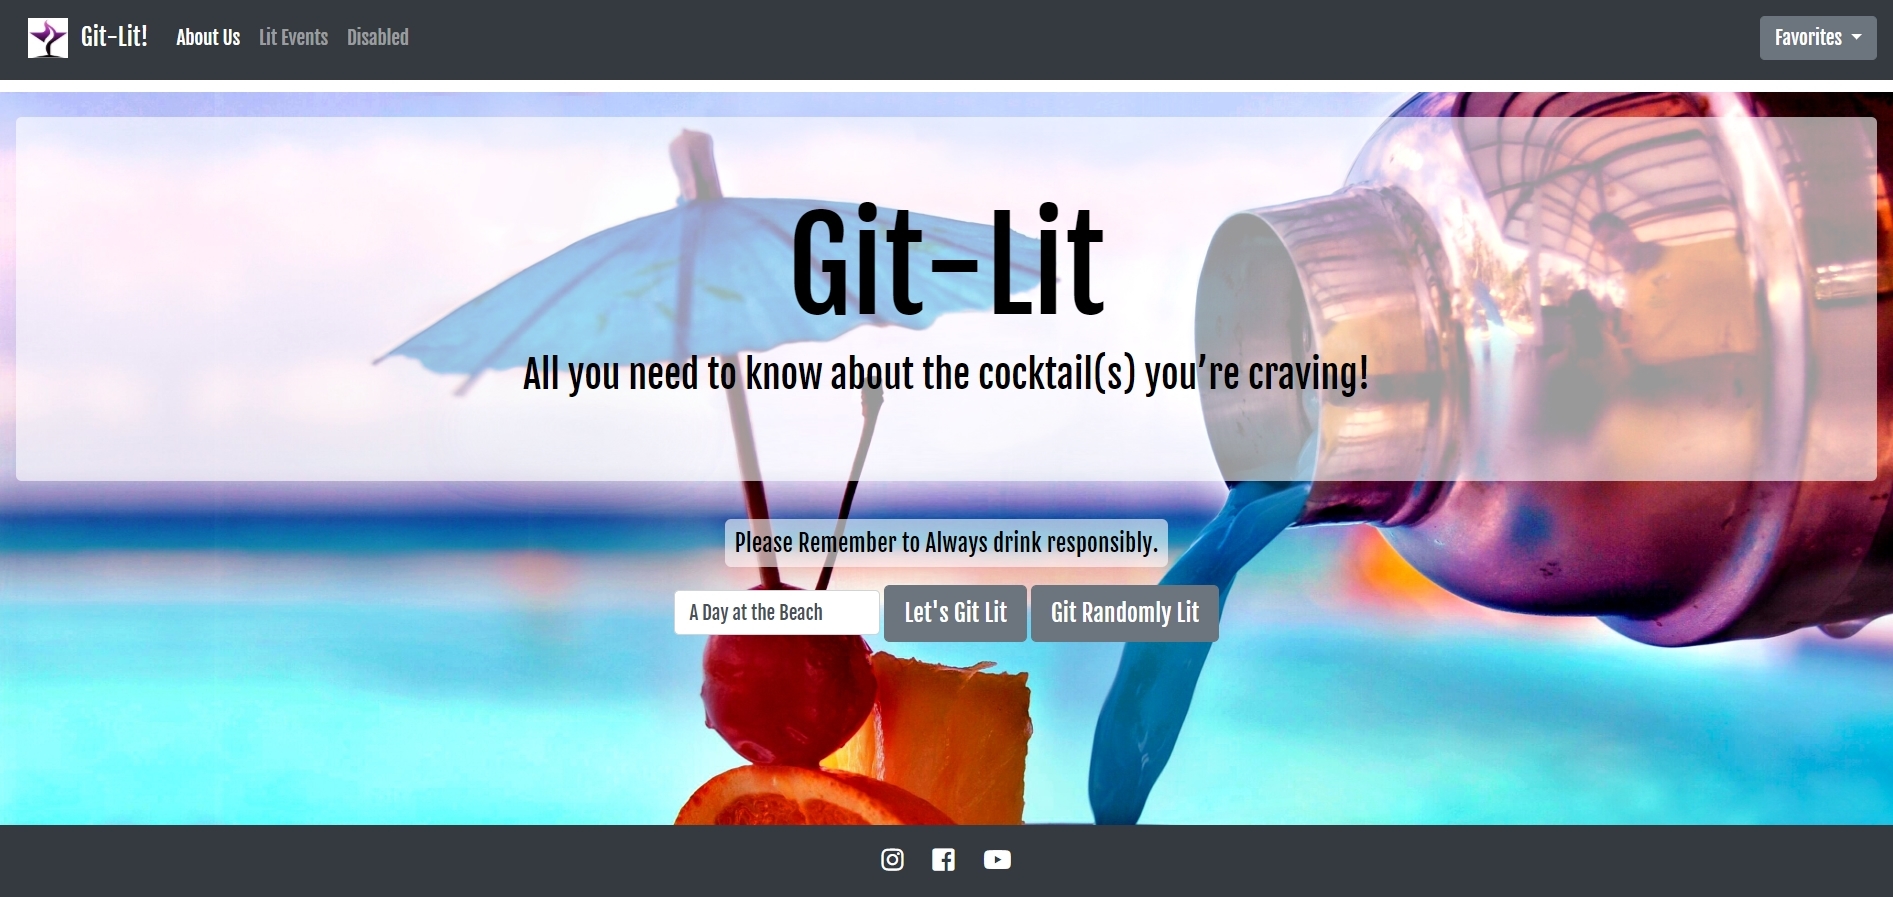 Git-Lit! About Us Lit Events Disabled Favorites
Git-Lit
All you need to know about the cocktail(s) you're craving!
Please Remember to Always drink responsibly.
A Day at the Beach Let's Git Lit Git Randomly Lit